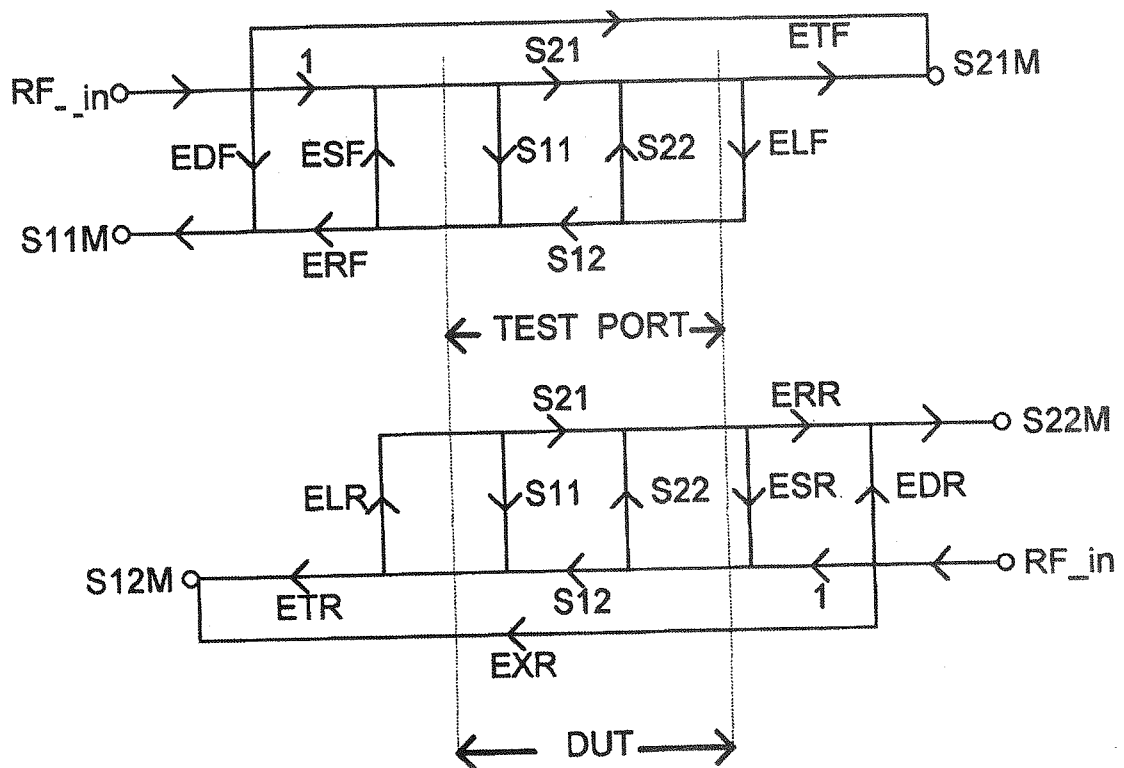 ETF
S21
1
RF_-_in
S21M
EDF
ESF
S11
S22
ELF
S11M
ERF
S12
TEST PORT
S21
ERR
S22M
ELR
S11
S22
ESR
EDR
S12M
ETR
S12
1
RF_in
EXR
DUT